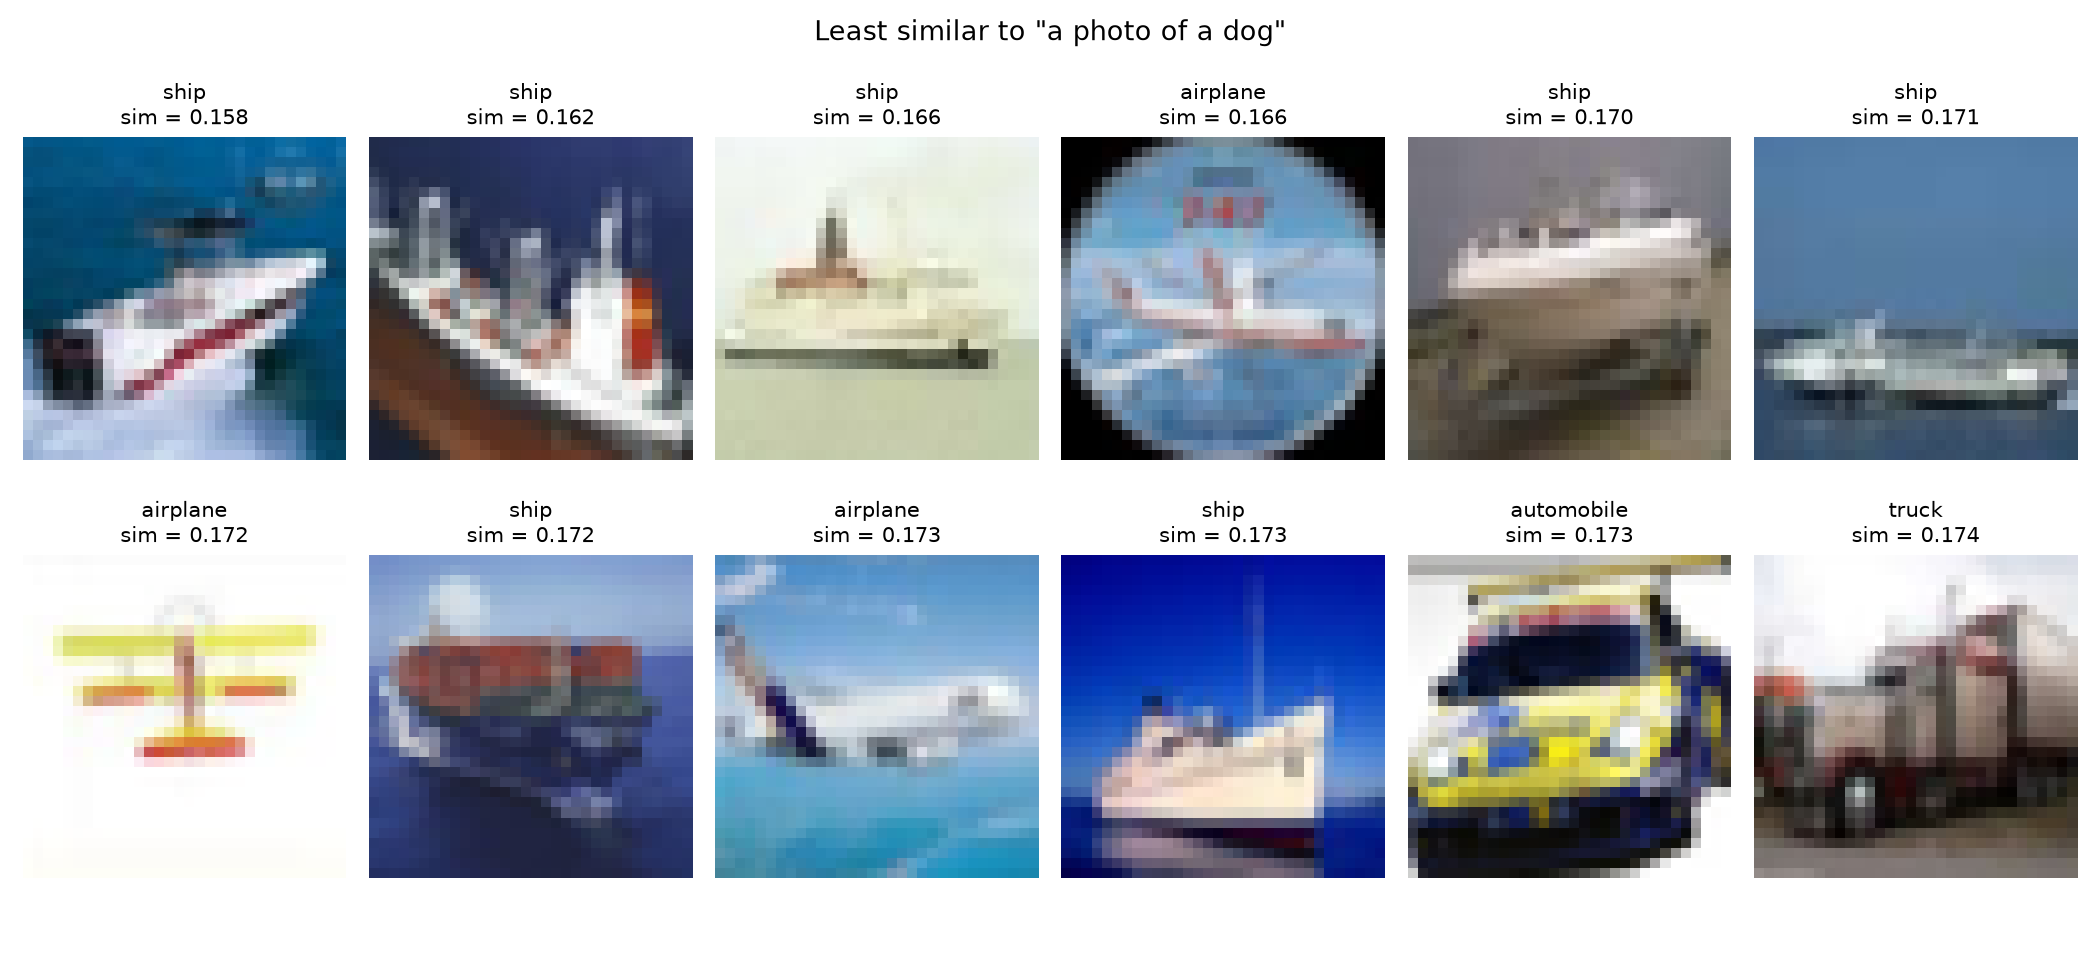 Least similar to "a photo of a dog"
ship
sim = 0.158
ship
sim = 0.162
ship
sim = 0.166
airplane
sim = 0.166
ship
sim = 0.170
ship
sim = 0.171
airplane
sim = 0.172
ship
sim = 0.172
airplane
sim = 0.173
ship
sim = 0.173
automobile
sim = 0.173
truck
sim = 0.174